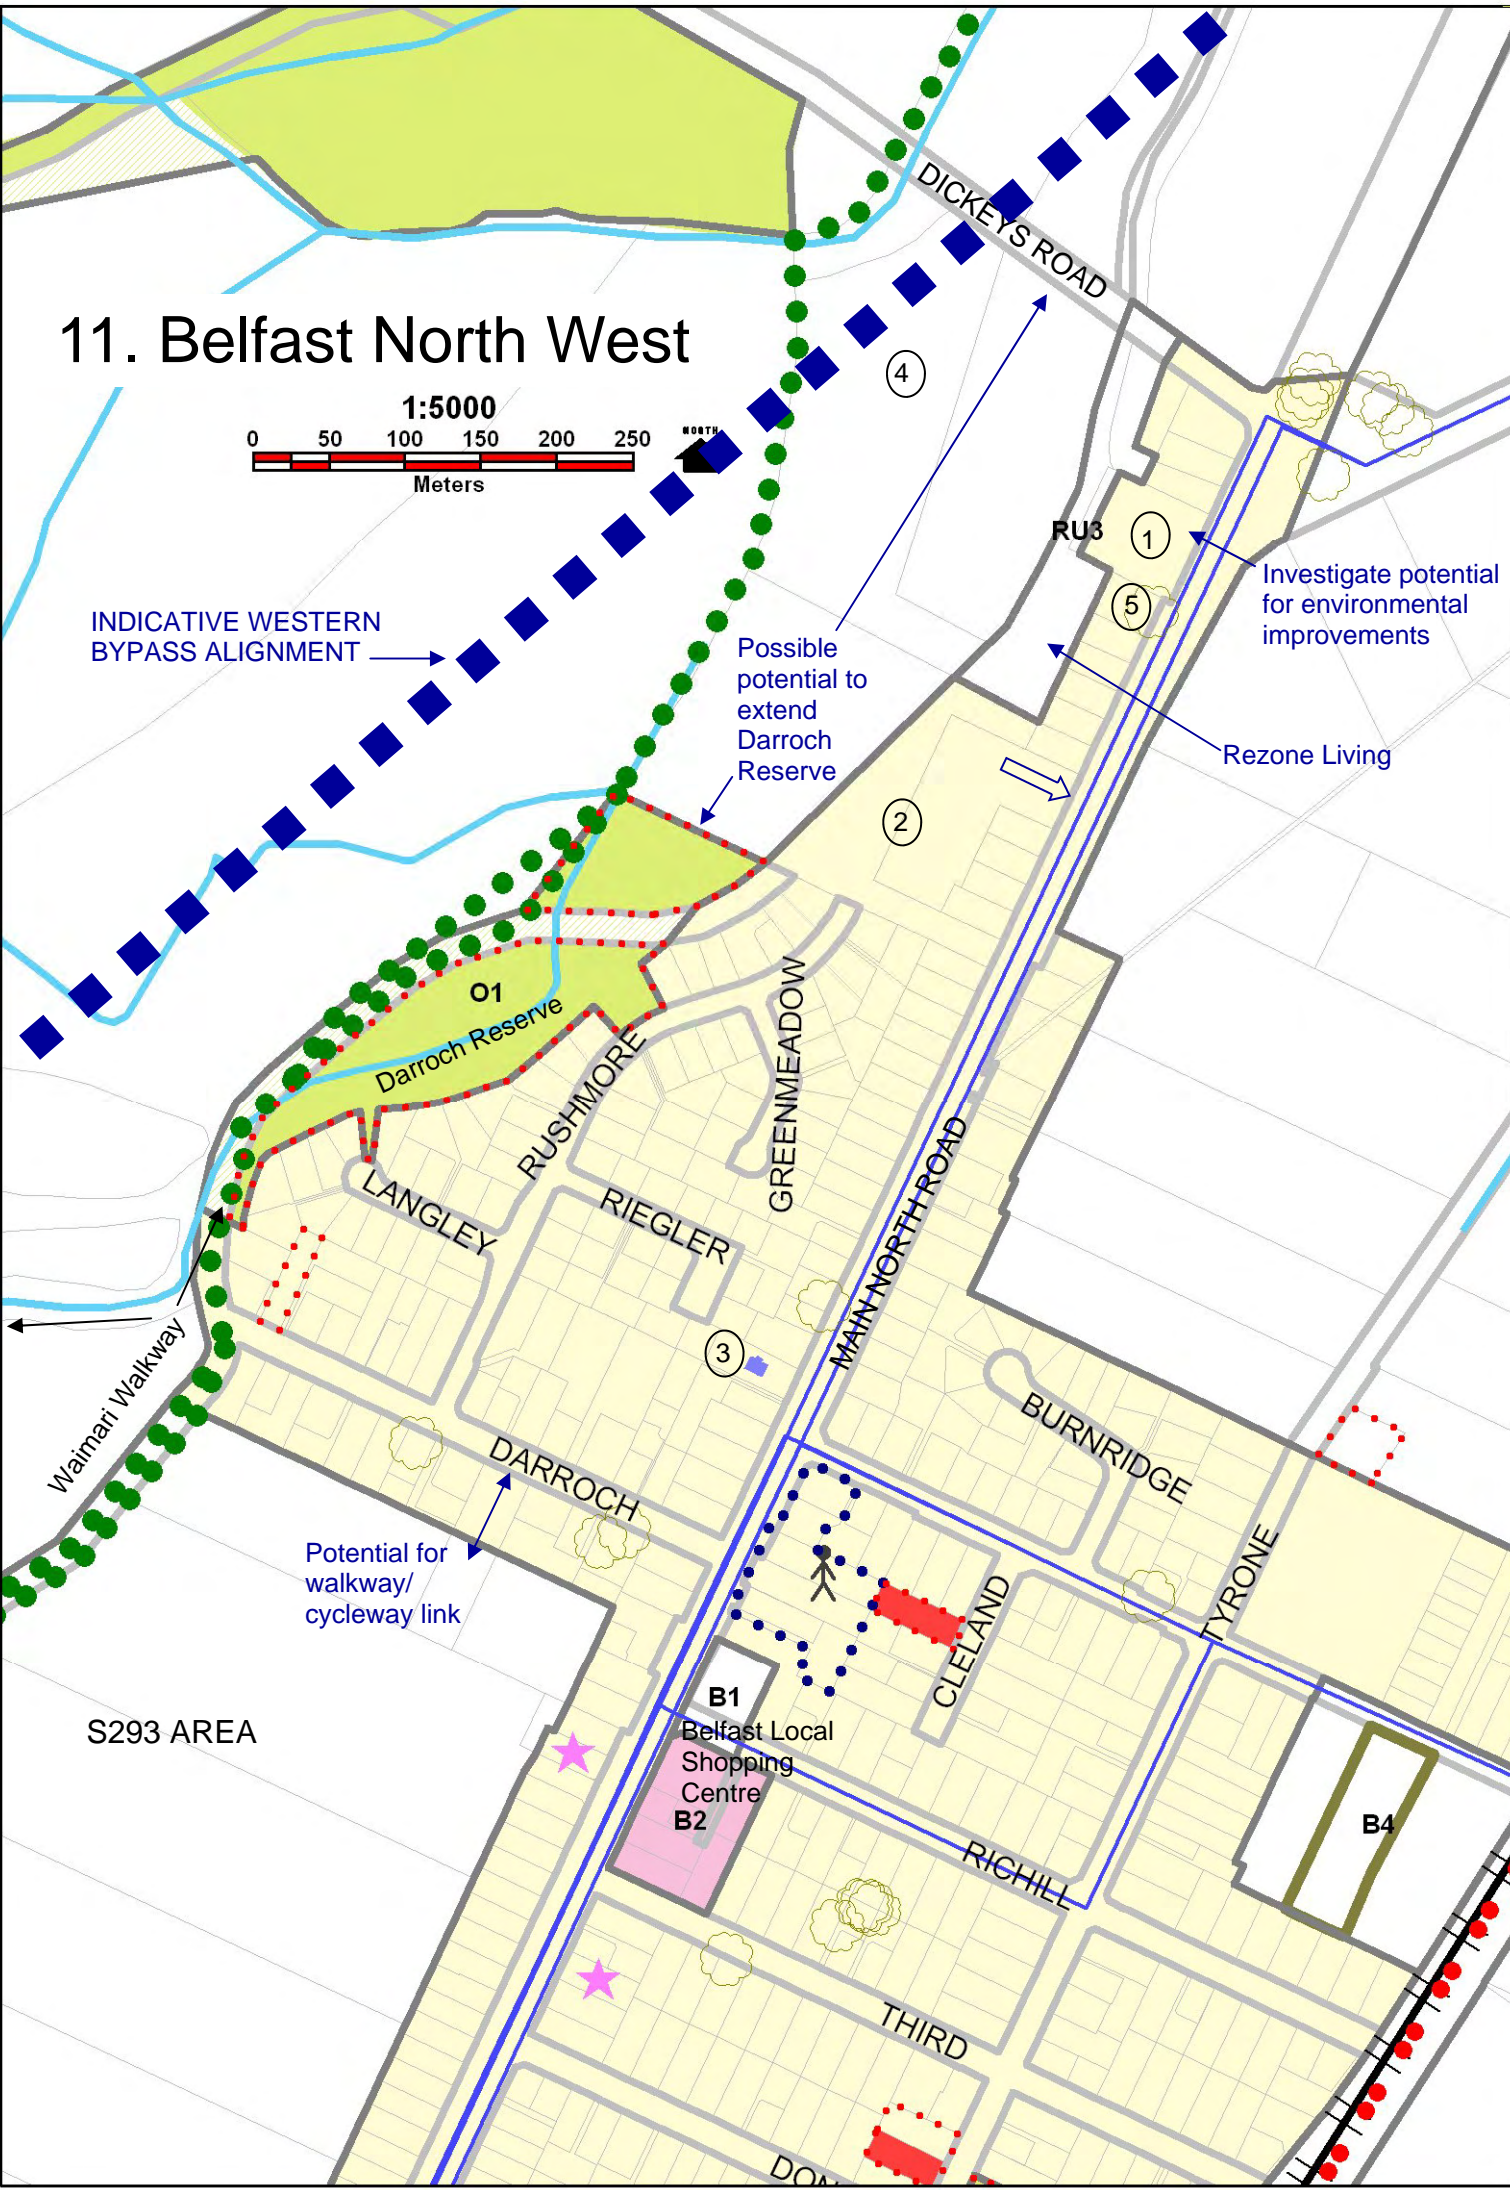 DICKEYS ROAD
11. Belfast North West
1:5000
0 50 100 150 200 250
Meters
NORTH
4
RU3
1
5
Investigate potential
for environmental
improvements
INDICATIVE WESTERN
BYPASS ALIGNMENT
Possible
potential to
extend
Darroch
Reserve
Rezone Living
2
O1
Darroch Reserve
RUSHMORE
GREENMEADOW
LANGLEY
RIEGLER
MAIN NORTH ROAD
3
Waimari Walkway
BURNRIDGE
DARROCH
Potential for
walkway/
cycleway link
TYRONE
CLELAND
S293 AREA
B1
Belfast Local
Shopping
Centre
B2
B4
RICHILL
THIRD